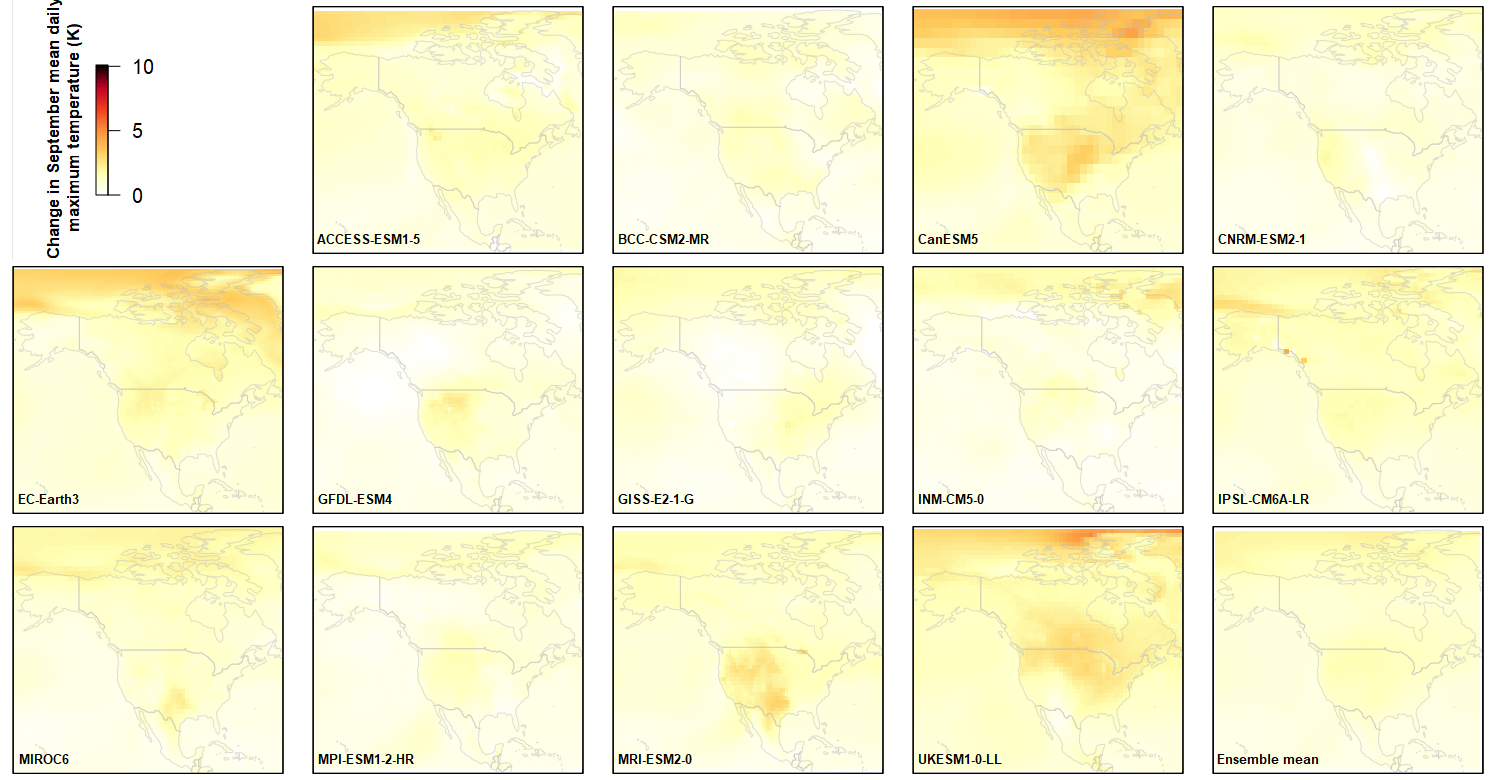 Change in September mean daily
maximum temperature (K)
10
5
0
ACCESS-ESM1-5
BCC-CSM2-MR
CanESM5
CNRM-ESM2-1
EC-Earth3
GFDL-ESM4
GISS-E2-1-G
INM-CM5-0
IPSL-CM6A-LR
MIROC6
MPI-ESM1-2-HR
MRI-ESM2-0
UKESM1-0-LL
Ensemble mean